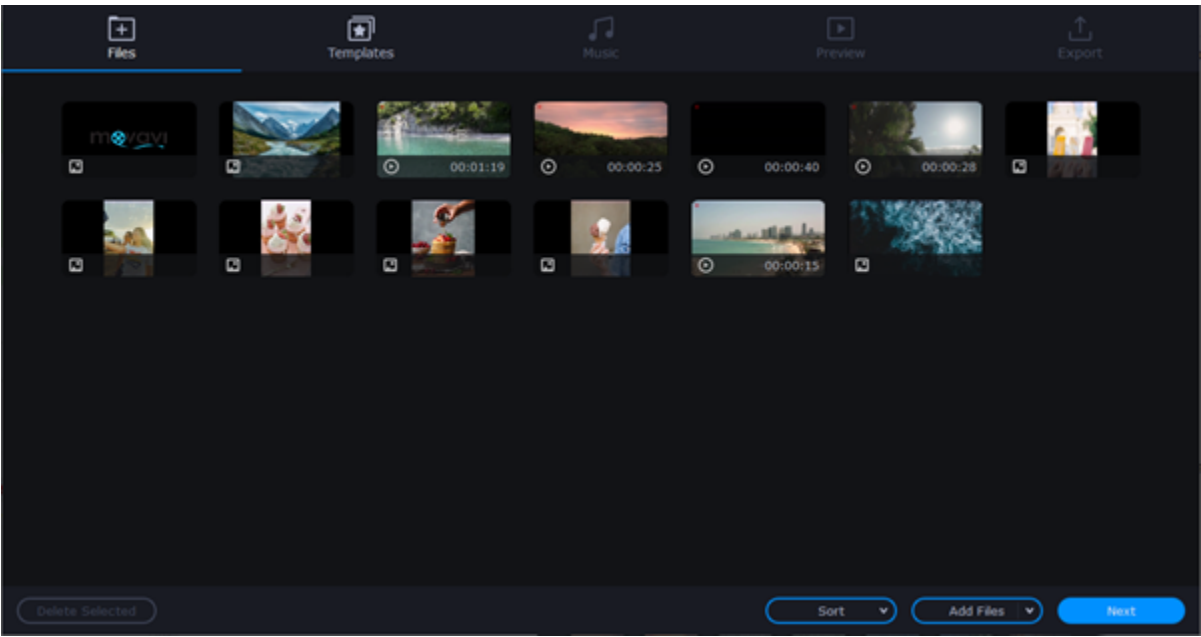 Files
Templates
Music
Preview
Export
movavi
00:01:19
00:00:25
00:00:40
00:00:28
00:00:15
Delete Selected
Sort
Add Files
Next